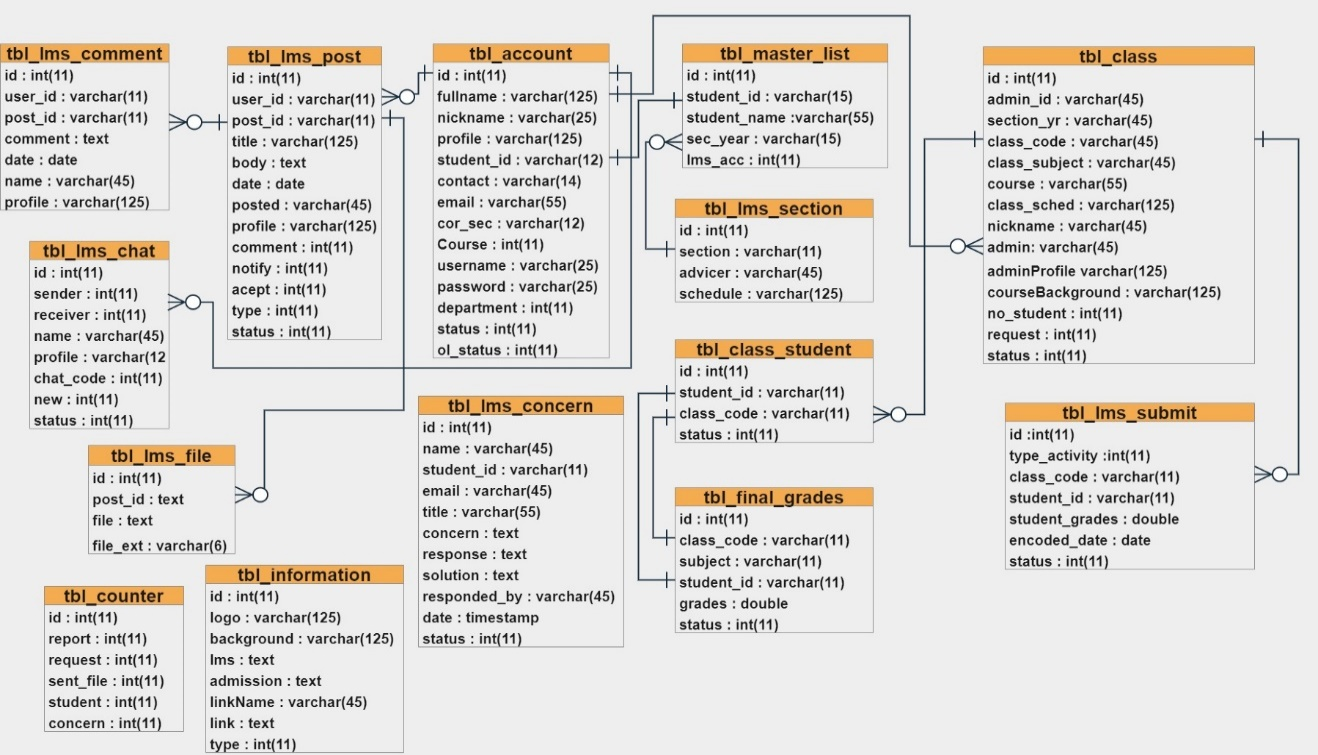 tbl_lms_comment
id : int(11)
user_id : varchar(11)
post_id : varchar(11)
comment : text
date : date
name : varchar(45)
profile : varchar(125)
tbl_lms_post
id : int(11)
user_id : varchar(11)
post_id : varchar(11)
title : varchar(125)
body : text
date : date
posted : varchar(45)
profile : varchar(125)
comment : int(11)
notify : int(11)
acept : int(11)
type : int(11)
status : int(11)
tbl_account
id : int(11)
fullname : varchar(125)
nickname : varchar(25)
profile : varchar(125)
student_id : varchar(12)
contact : varchar(14)
email : varchar(55)
cor_sec : varchar(12)
Course : int(11)
username : varchar(25)
password : varchar(25)
department : int(11)
status : int(11)
ol_status : int(11)
tbl_master_list
id : int(11)
student_id : varchar(15)
student_name :varchar(55)
sec_year : varchar(15)
lms_acc : int(11)
tbl_class
id : int(11)
admin_id : varchar(45)
section_yr : varchar(45)
class_code : varchar(45)
class_subject : varchar(45)
course : varchar(55)
class_sched : varchar(125)
nickname : varchar(45)
admin: varchar(45)
adminProfile varchar(125)
courseBackground : varchar(125)
no_student : int(11)
request : int(11)
status : int(11)
tbl_lms_section
id : int(11)
section : varchar(11)
advicer : varchar(45)
schedule : varchar(125)
tbl_lms_chat
id : int(11)
sender : int(11)
receiver : int(11)
name : varchar(45)
profile : varchar(12
chat_code : int(11)
new : int(11)
status : int(11)
tbl_class_student
id : int(11)
student_id : varchar(11)
class_code : varchar(11)
status : int(11)
tbl_lms_concern
id : int(11)
name : varchar(45)
student_id : varchar(11)
email : varchar(45)
title : varchar(55)
concern : text
response : text
solution : text
responded_by : varchar(45)
date : timestamp
status : int(11)
tbl_lms_submit
id :int(11)
type_activity :int(11)
class_code : varchar(11)
student_id : varchar(11)
student_grades : double
encoded_date : date
status : int(11)
tbl_lms_file
id : int(11)
post_id : text
file : text
file_ext : varchar(6)
tbl_final_grades
id : int(11)
class_code : varchar(11)
subject : varchar(11)
student_id : varchar(11)
grades : double
status : int(11)
tbl_counter
id : int(11)
report : int(11)
request : int(11)
sent_file : int(11)
student : int(11)
concern : int(11)
tbl_information
id : int(11)
logo : varchar(125)
background : varchar(125)
lms : text
admission : text
linkName : varchar(45)
link : text
type : int(11)